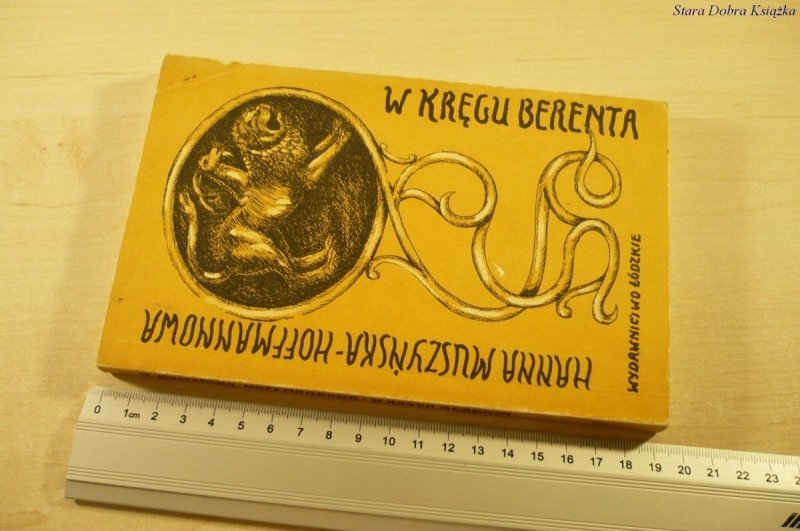 Stara Dobra Książka
W KRĘGU BERENTA
WYDAWNICTWO ŁÓDZKIE
HANNA MUSZYŃSKA-HOFFMANNOWA
0 1cm 2 3 4 5 6 7 8 9 10 11 12 13 14 15 16 17 18 19 20 21 22 23